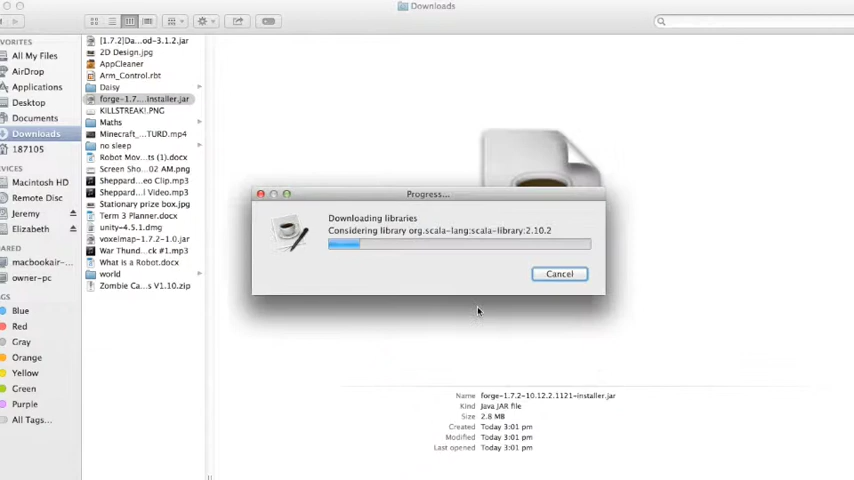 Downloads
AVORITES
All My Files
AirDrop
Applications
Desktop
Documents
Downloads
187105
EVICES
Macintosh HD
Remote Disc
Jeremy
Elizabeth
ARED
macbookair-...
owner-pc
GS
Blue
Red
Gray
Orange
Yellow
Green
Purple
All Tags...
[1.7.2]Da...od-3.1.2.jar
2D Design.jpg
AppCleaner
Arm_Control.rbt
Daisy
forge-1.7....installer.jar
KILLSTREAK!.PNG
Maths
Minecraft_...TURD.mp4
no sleep
Robot Mov...ts (1).docx
Screen Sho...02 AM.png
Sheppard...eo Clip.mp3
Sheppard...l Video.mp3
Stationary prize box.jpg
Term 3 Planner.docx
unity-4.5.1.dmg
voxelmap-1.7.2-1.0.jar
War Thund...ck #1.mp3
What is a Robot.docx
world
Zombie Ca...s V1.10.zip
Progress...
Downloading libraries
Considering library org.scala-lang:scala-library:2.10.2
Cancel
Name forge-1.7.2-10.12.2.1121-installer.jar
Kind Java JAR file
Size 2.8 MB
Created Today 3:01 pm
Modified Today 3:01 pm
Last opened Today 3:01 pm